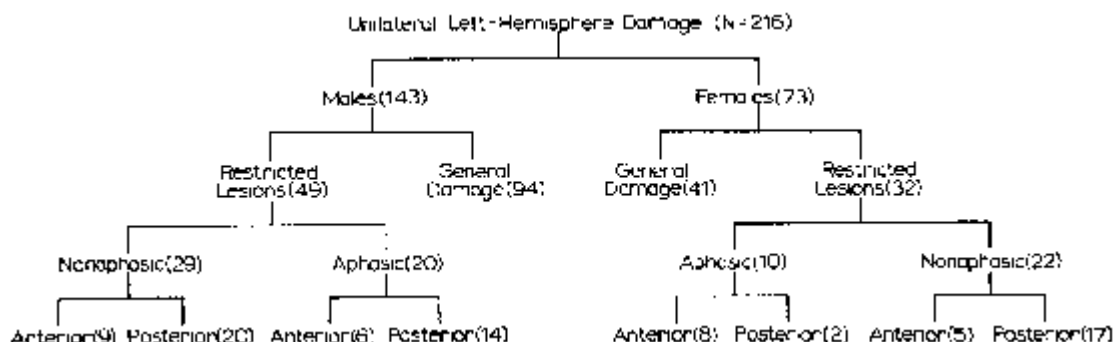 Unilateral Left-Hemisphere Damage (N=216)
Males(143) Females(73)
Restricted Lesions(49) General Damage(94) General Damage(41) Restricted Lesions(32)
Nonaphasic(29) Aphasic(20) Aphasic(10) Nonaphasic(22)
Anterior(9) Posterior(20) Anterior(6) Posterior(14) Anterior(8) Posterior(2) Anterior(5) Posterior(17)